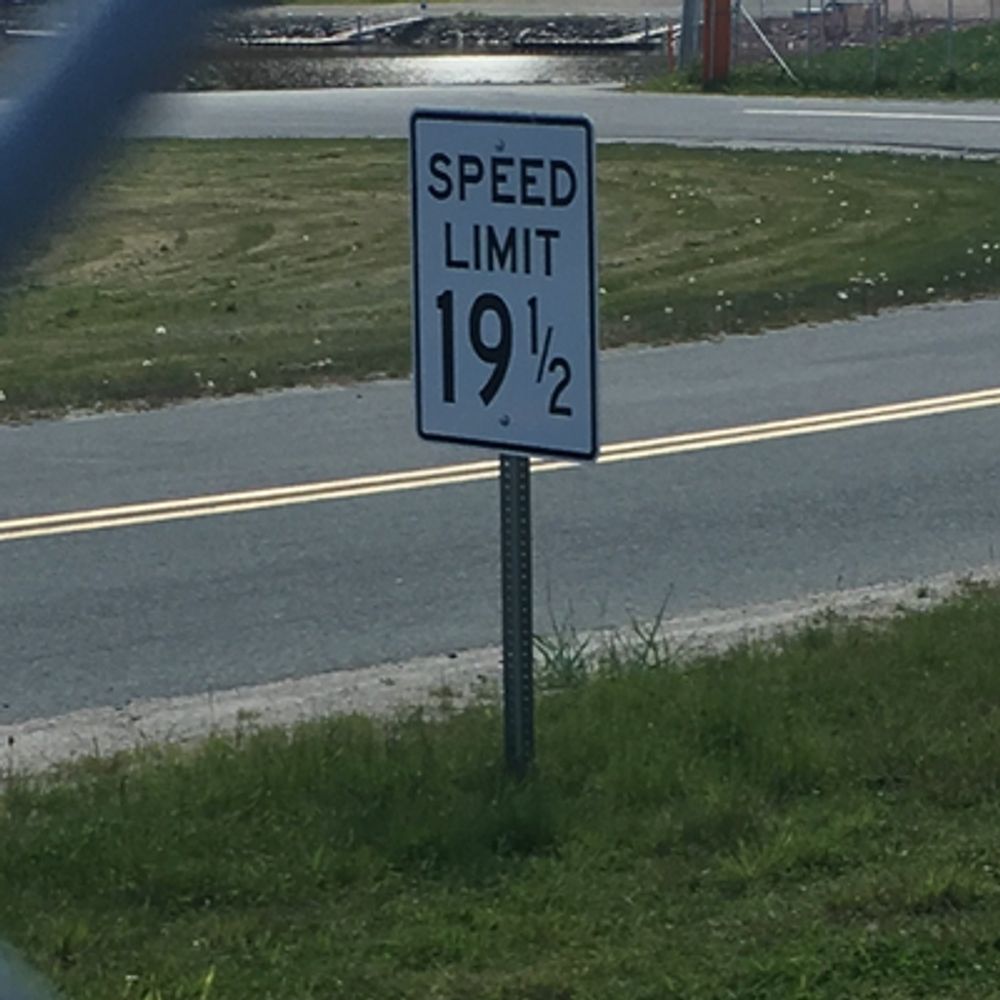 SPEED
LIMIT
19 1/2